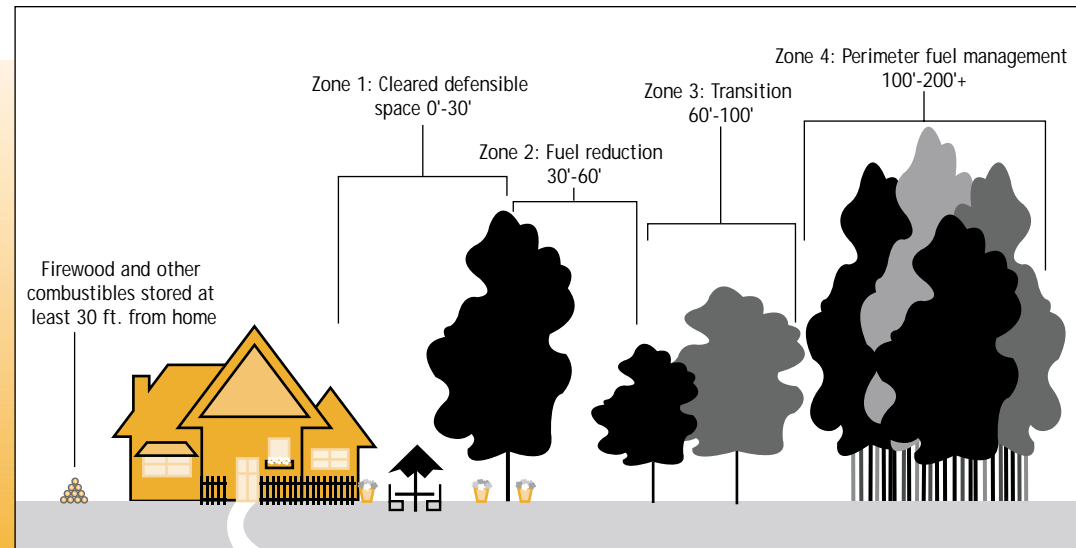 Zone 4: Perimeter fuel management
100'-200'+
Zone 1: Cleared defensible
space 0'-30'
Zone 3: Transition
60'-100'
Zone 2: Fuel reduction
30'-60'
Firewood and other
combustibles stored at
least 30 ft. from home